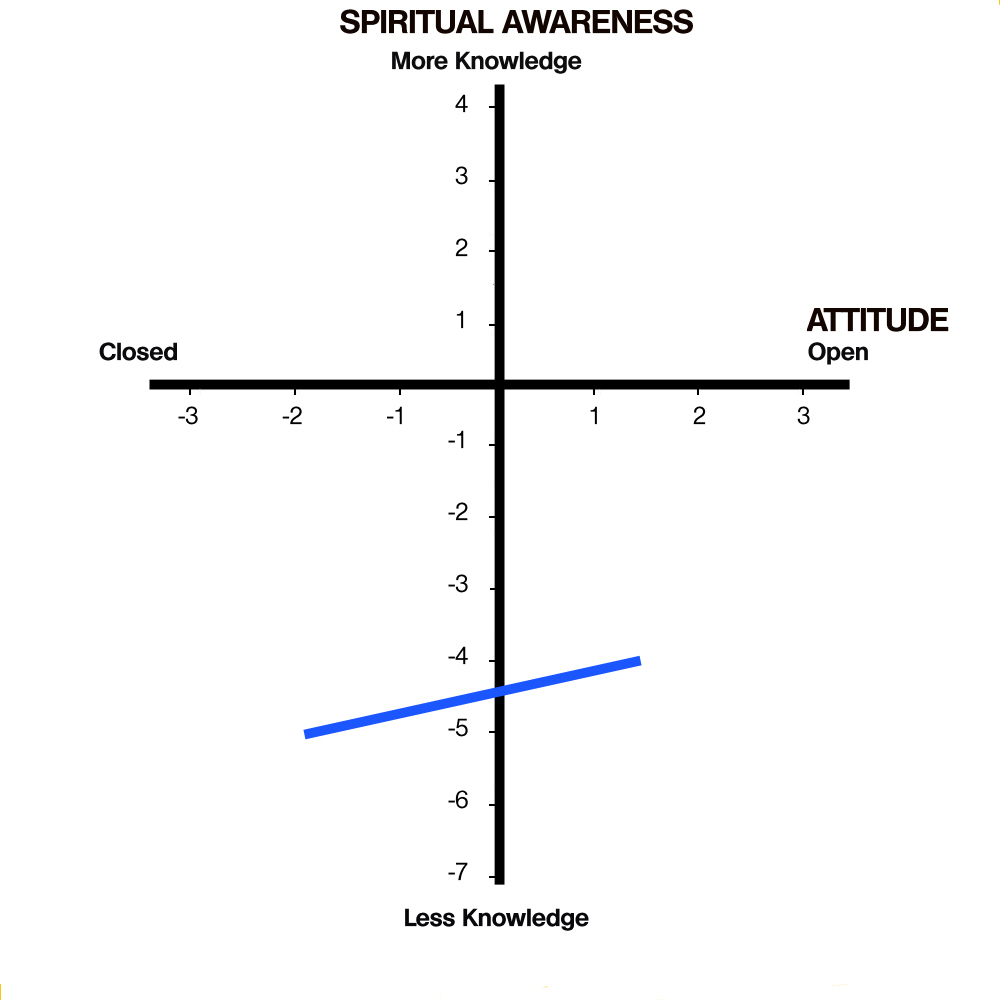 SPIRITUAL AWARENESS
More Knowledge
4
3
2
1
ATTITUDE
Closed
Open
-3 -2 -1 1 2 3
-1
-2
-3
-4
-5
-6
-7
Less Knowledge